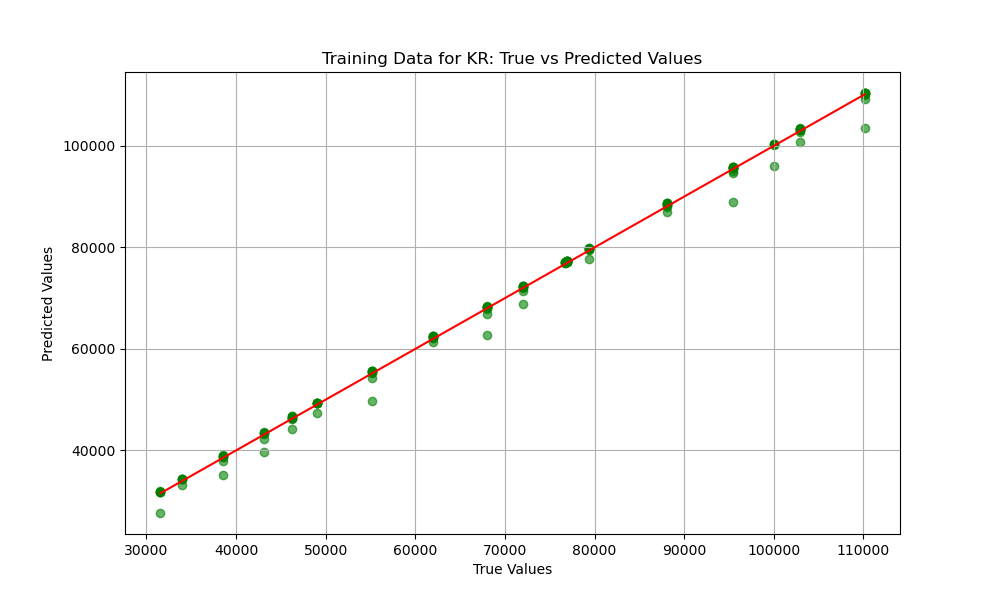 Training Data for KR: True vs Predicted Values
100000
80000
60000
40000
Predicted Values
30000 40000 50000 60000 70000 80000 90000 100000 110000
True Values